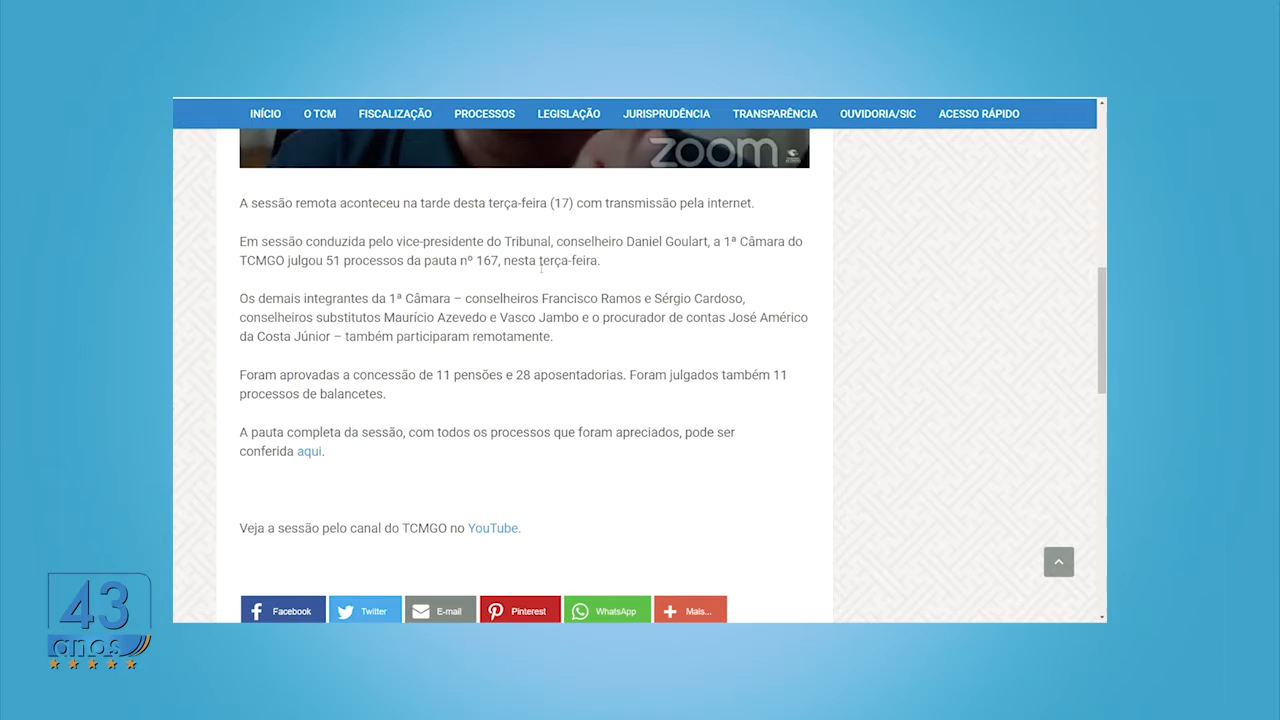 INÍCIO O TCM FISCALIZAÇÃO PROCESSOS LEGISLAÇÃO JURISPRUDÊNCIA TRANSPARÊNCIA OUVIDORIA/SIC ACESSO RÁPIDO
zoom
A sessão remota aconteceu na tarde desta terça-feira (17) com transmissão pela internet.
Em sessão conduzida pelo vice-presidente do Tribunal, conselheiro Daniel Goulart, a 1ª Câmara do
TCMGO julgou 51 processos da pauta nº 167, nesta terça-feira.
Os demais integrantes da 1ª Câmara – conselheiros Francisco Ramos e Sérgio Cardoso,
conselheiros substitutos Maurício Azevedo e Vasco Jambo e o procurador de contas José Américo
da Costa Júnior – também participaram remotamente.
Foram aprovadas a concessão de 11 pensões e 28 aposentadorias. Foram julgados também 11
processos de balancetes.
A pauta completa da sessão, com todos os processos que foram apreciados, pode ser
conferida aqui.
Veja a sessão pelo canal do TCMGO no YouTube.
Facebook Twitter E-mail Pinterest WhatsApp Mais...
43
anos